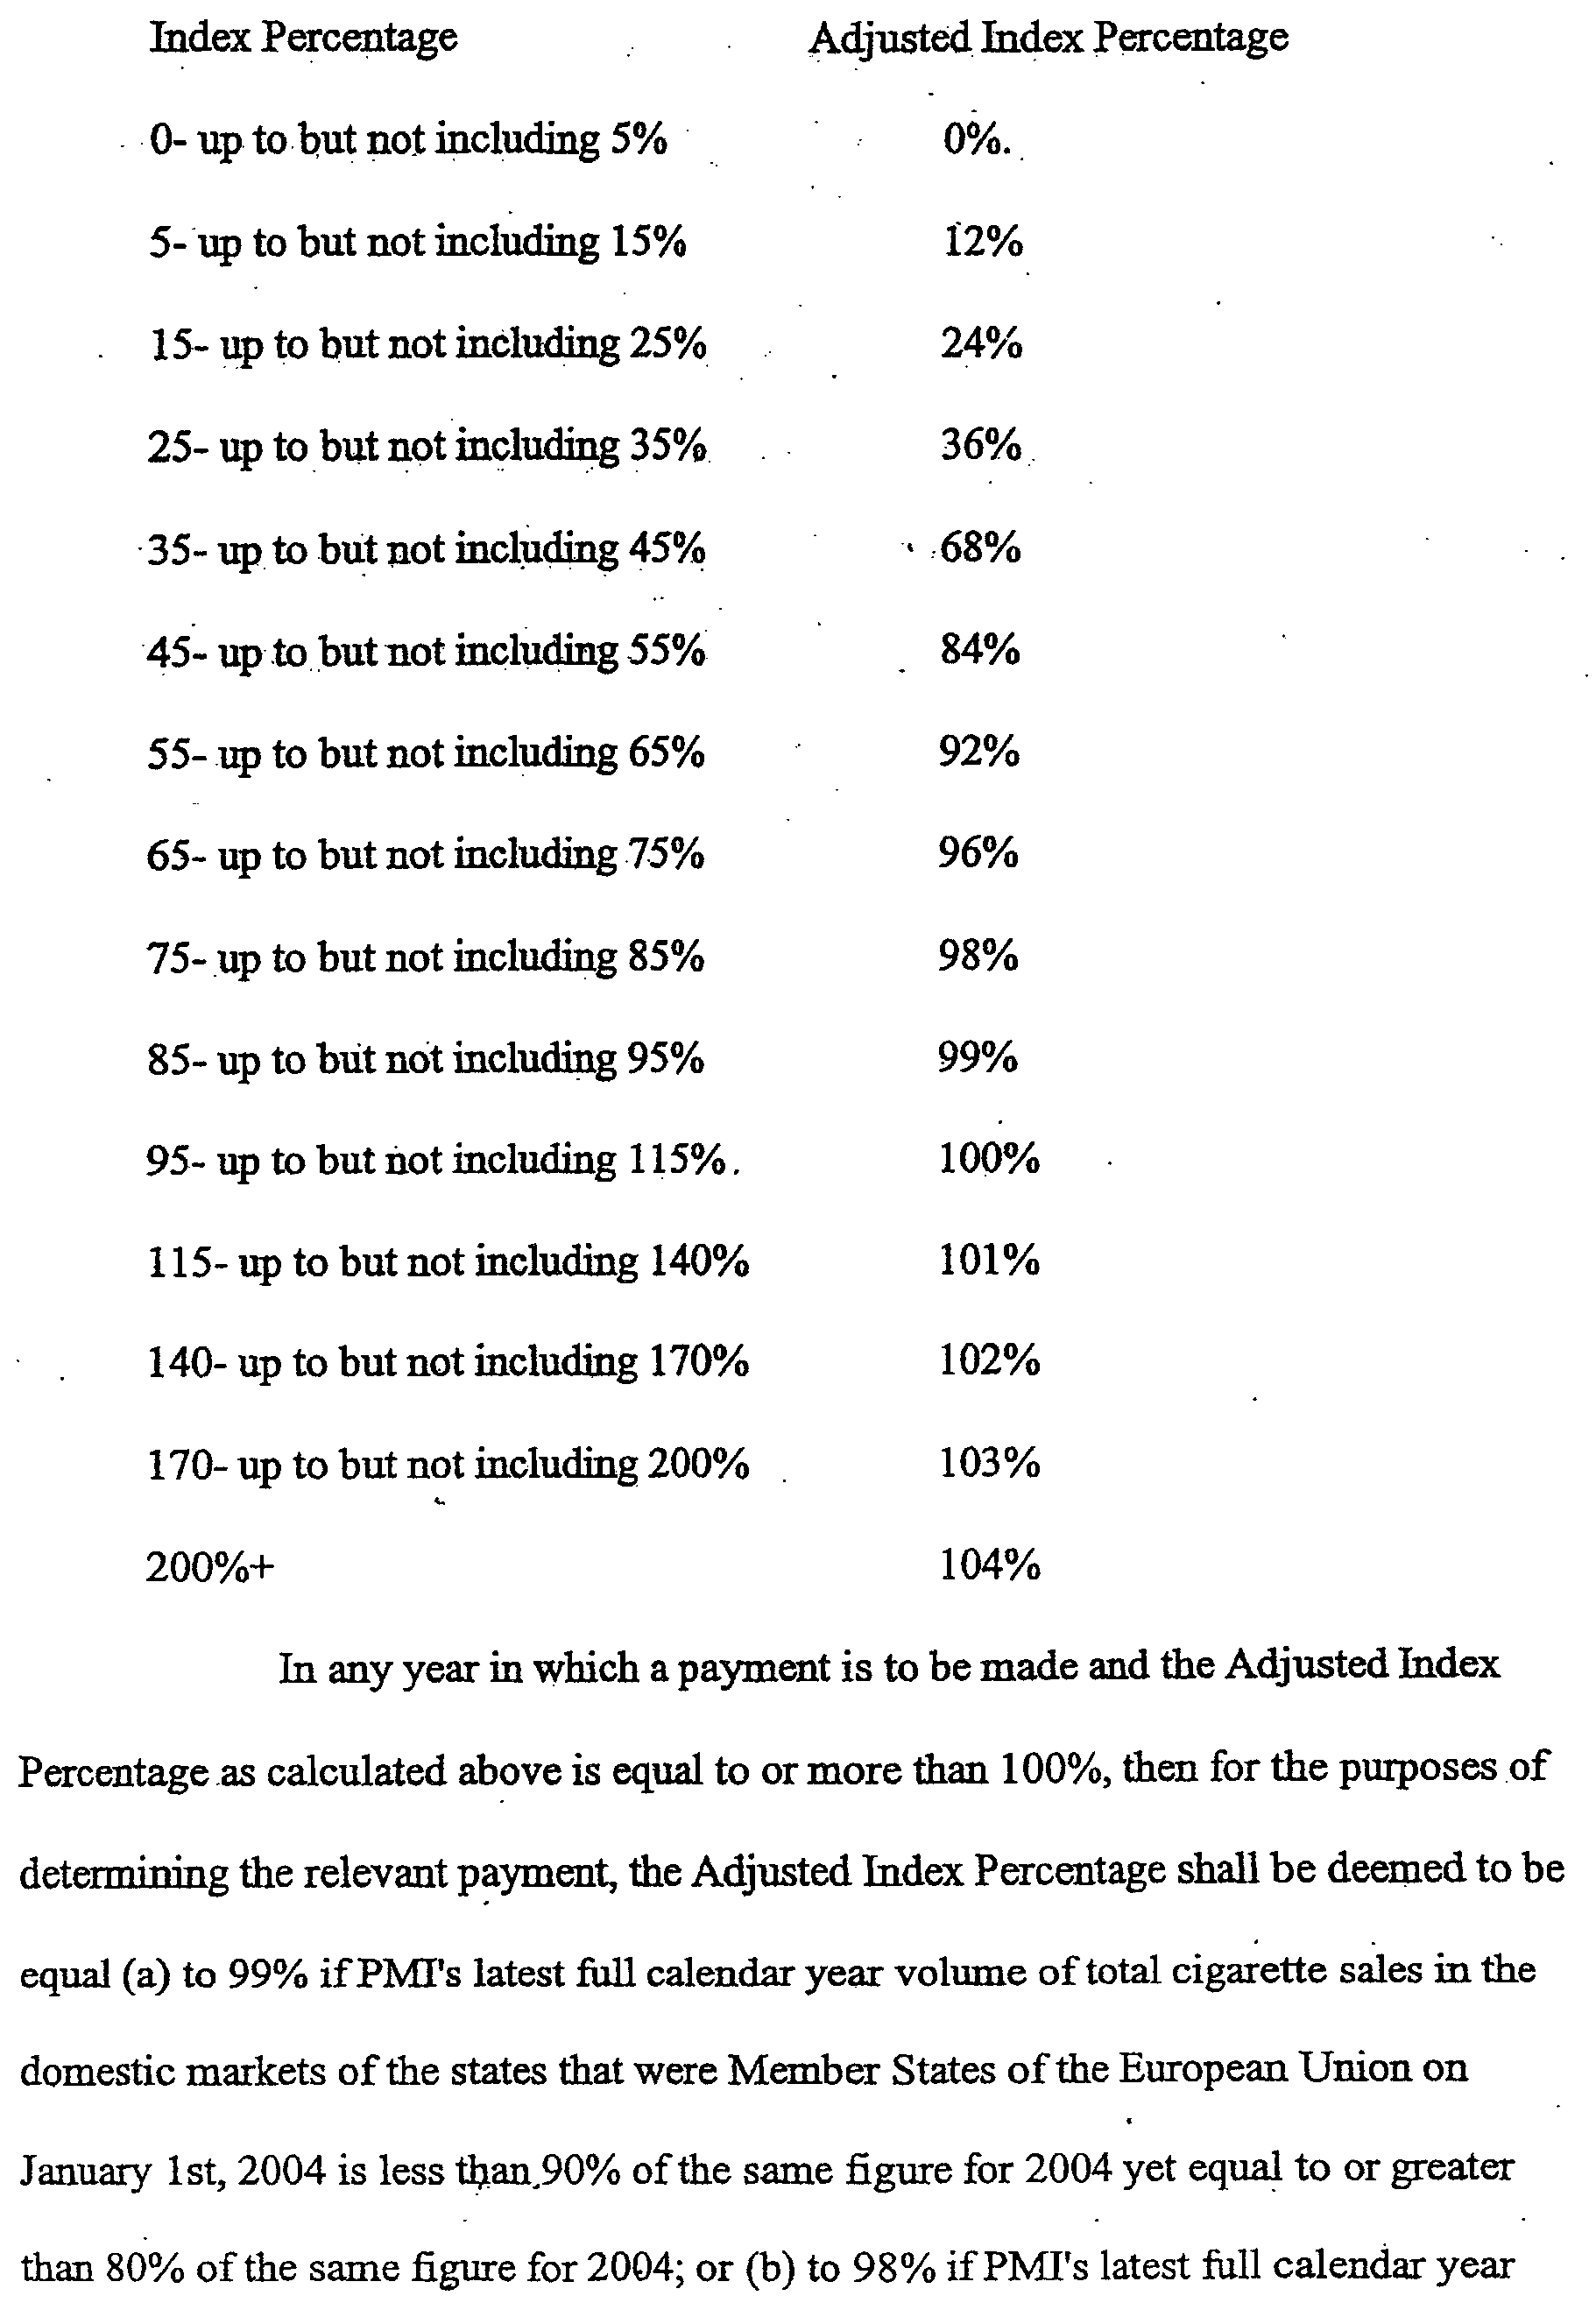 Index Percentage Adjusted Index Percentage
0- up to but not including 5% 0%.
5- up to but not including 15% 12%
15- up to but not including 25% 24%
25- up to but not including 35% 36%
35- up to but not including 45% 68%
45- up to but not including 55% 84%
55- up to but not including 65% 92%
65- up to but not including 75% 96%
75- up to but not including 85% 98%
85- up to but not including 95% 99%
95- up to but not including 115%. 100%
115- up to but not including 140% 101%
140- up to but not including 170% 102%
170- up to but not including 200% 103%
200%+ 104%
In any year in which a payment is to be made and the Adjusted Index
Percentage as calculated above is equal to or more than 100%, then for the purposes of
determining the relevant payment, the Adjusted Index Percentage shall be deemed to be
equal (a) to 99% if PMI's latest full calendar year volume of total cigarette sales in the
domestic markets of the states that were Member States of the European Union on
January 1st, 2004 is less than 90% of the same figure for 2004 yet equal to or greater
than 80% of the same figure for 2004; or (b) to 98% if PMI's latest full calendar year